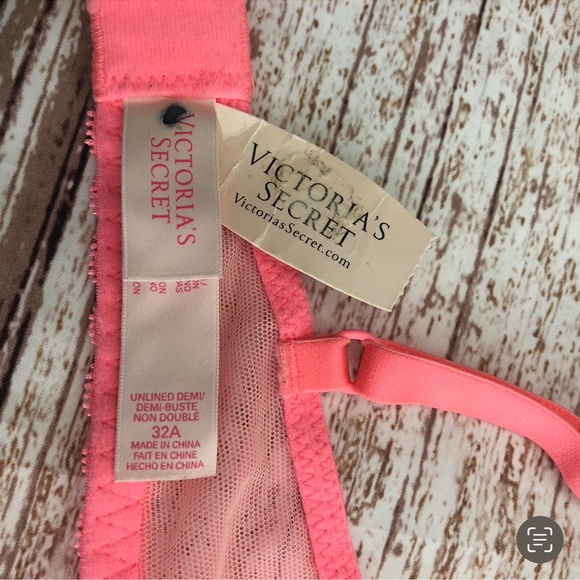 VICTORIA'S
SECRET
VICTORIA'S
SECRET
VictoriasSecret.com
UNLINED DEMI/
DEMI-BUSTE
NON DOUBLÉ
32A
MADE IN CHINA
FAIT EN CHINE
HECHO EN CHINA